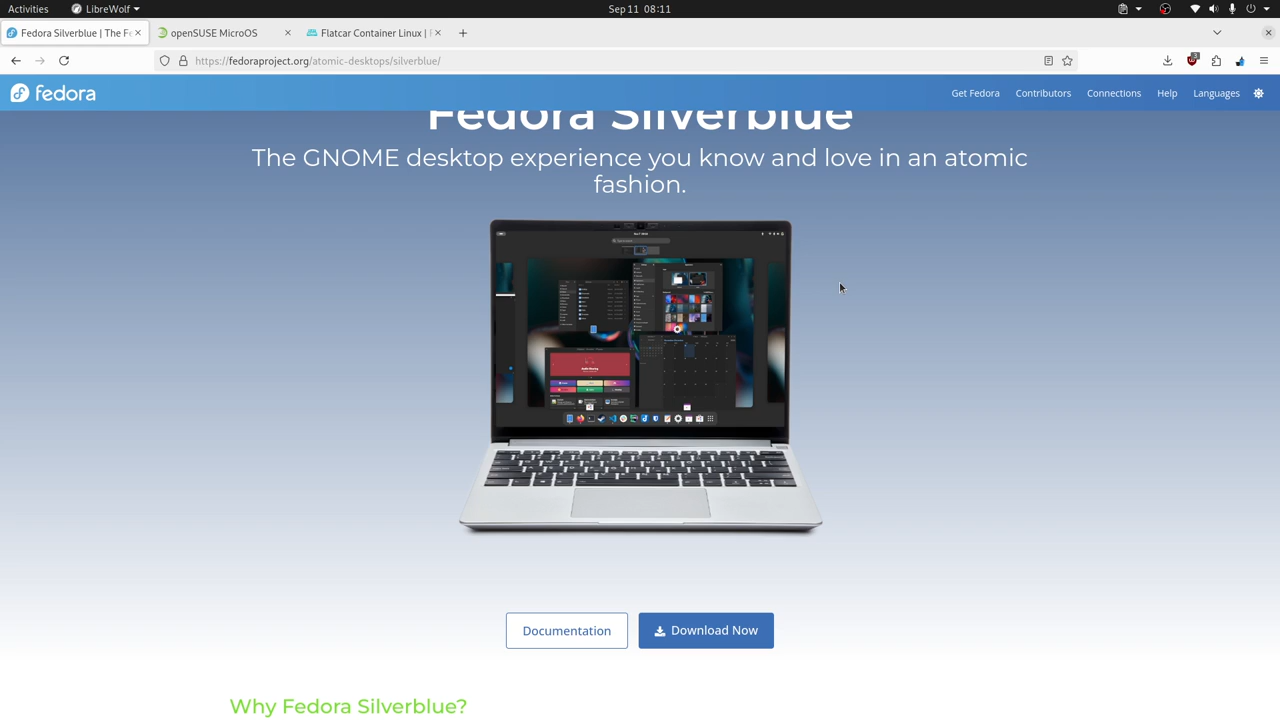 Activities
LibreWolf
Sep 11 08:11
Fedora Silverblue | The Fe
openSUSE MicroOS
Flatcar Container Linux |
https://fedoraproject.org/atomic-desktops/silverblue/
3
fedora
Get Fedora
Contributors
Connections
Help
Languages
Fedora Silverblue
The GNOME desktop experience you know and love in an atomic
fashion.
Documentation
Download Now
Why Fedora Silverblue?